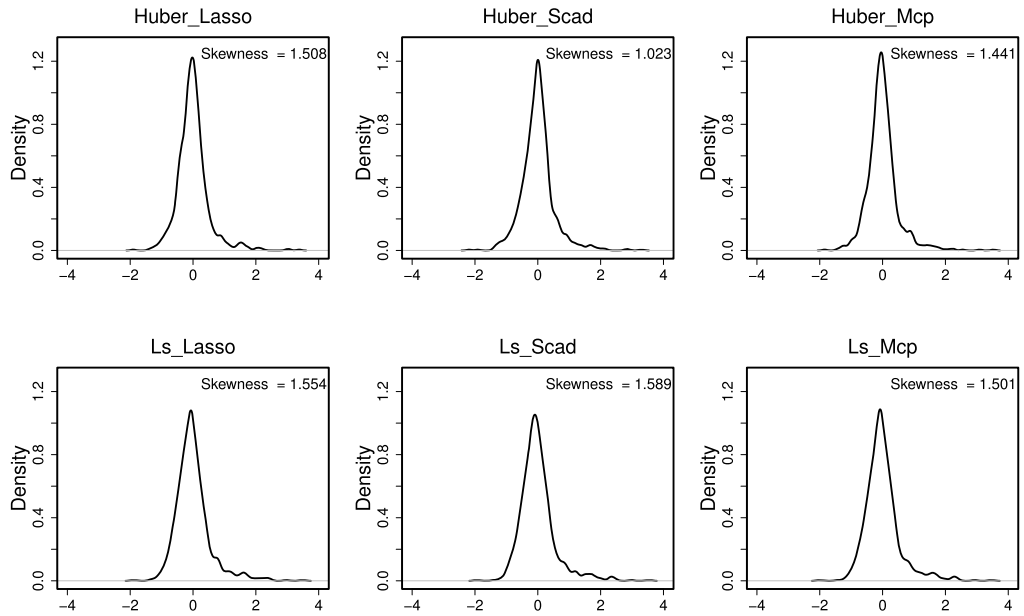 Huber_Lasso
Skewness = 1.508
Density
0.0 0.4 0.8 1.2
−4 −2 0 2 4
Huber_Scad
Skewness = 1.023
Density
0.0 0.4 0.8 1.2
−4 −2 0 2 4
Huber_Mcp
Skewness = 1.441
Density
0.0 0.4 0.8 1.2
−4 −2 0 2 4
Ls_Lasso
Skewness = 1.554
Density
0.0 0.4 0.8 1.2
−4 −2 0 2 4
Ls_Scad
Skewness = 1.589
Density
0.0 0.4 0.8 1.2
−4 −2 0 2 4
Ls_Mcp
Skewness = 1.501
Density
0.0 0.4 0.8 1.2
−4 −2 0 2 4